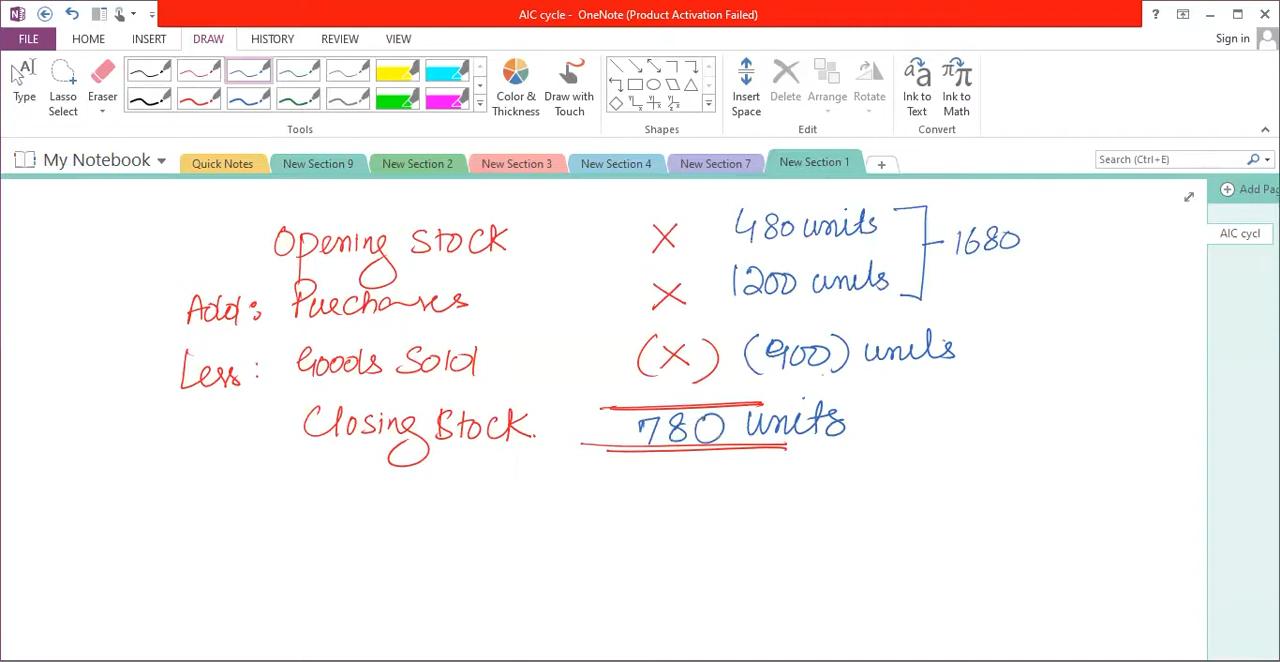 AIC cycle - OneNote (Product Activation Failed)
?
FILE HOME INSERT DRAW HISTORY REVIEW VIEW Sign in
Type Lasso Select Eraser Color & Thickness Draw with Touch Insert Space Delete Arrange Rotate Ink to Text Ink to Math
Tools Shapes Edit Convert
My Notebook Quick Notes New Section 9 New Section 2 New Section 3 New Section 4 New Section 7 New Section 1 + Search (Ctrl+E)
Add Pag
AIC cycl
Opening Stock X 480 units
1680
Add: Purchases X 1200 units
Less: Goods Sold (X) (900) units
Closing Stock. 780 units